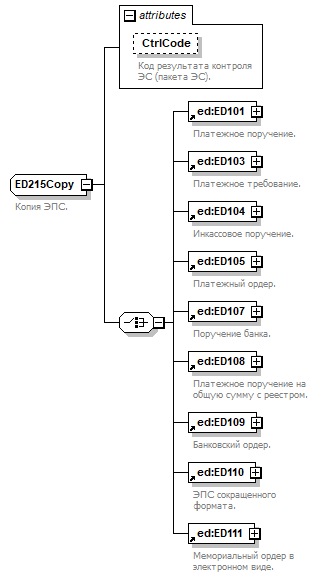 attributes
CtrlCode
Код результата контроля
ЭС (пакета ЭС).
ed:ED101
Платежное поручение.
ed:ED103
Платежное требование.
ed:ED104
Инкассовое поручение.
ED215Copy
Копия ЭПС.
ed:ED105
Платежный ордер.
ed:ED107
Поручение банка.
ed:ED108
Платежное поручение на
общую сумму с реестром.
ed:ED109
Банковский ордер.
ed:ED110
ЭПС сокращенного
формата.
ed:ED111
Мемориальный ордер в
электронном виде.